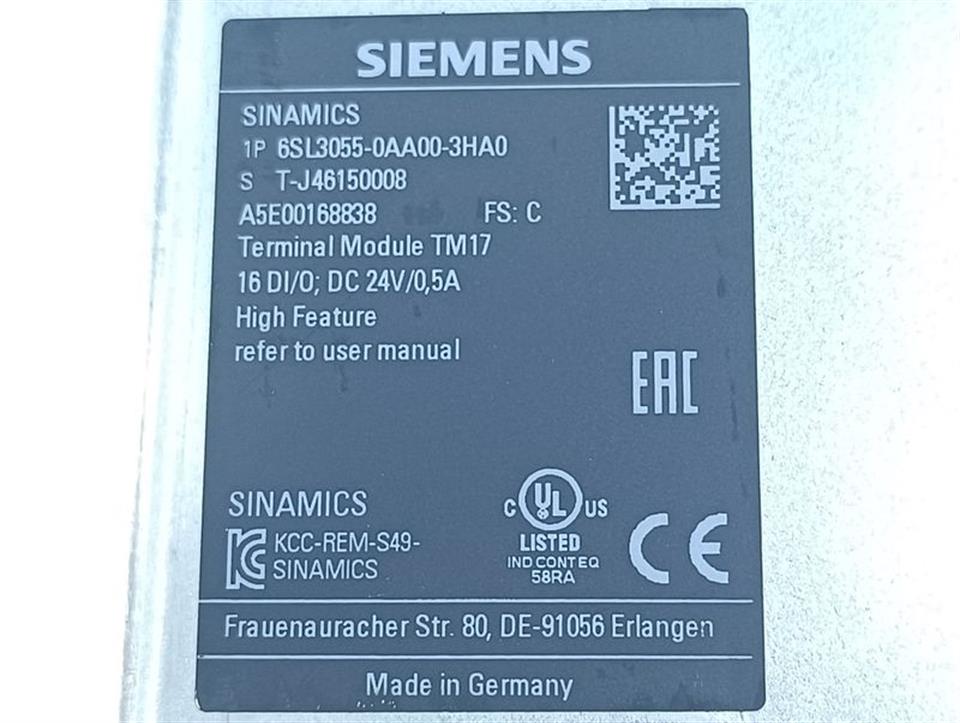 SIEMENS
SINAMICS
1P 6SL3055-0AA00-3HA0
S T-J46150008
A5E00168838 FS: C
Terminal Module TM17
16 DI/O; DC 24V/0,5A
High Feature
refer to user manual
EAC
SINAMICS
KCC-REM-S49-
SINAMICS
C UL US
LISTED
IND CONT EQ
58RA
CE
Frauenauracher Str. 80, DE-91056 Erlangen
Made in Germany